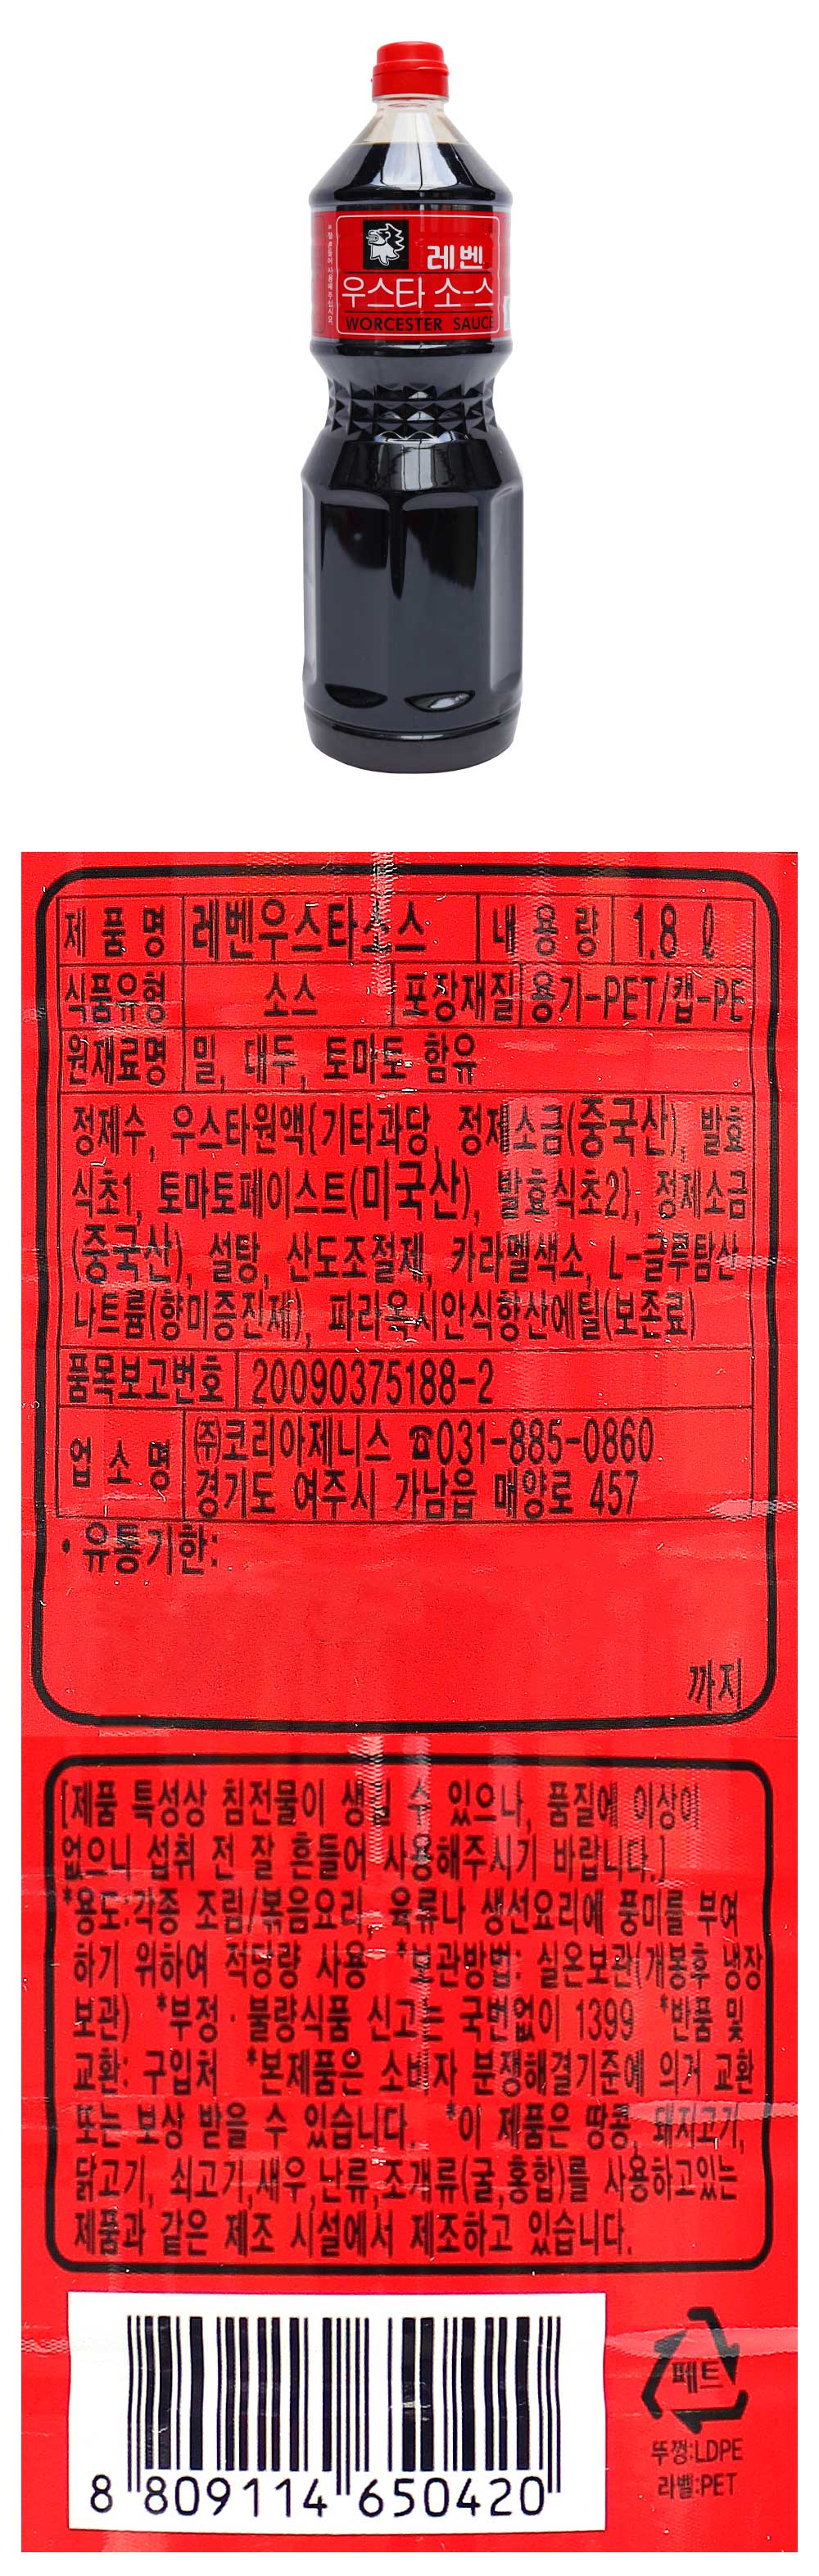 레벤
우스타 소-스
WORCESTER SAUCE
제 품 명 레벤우스타소스 내 용 량 1.8 ℓ
식품유형 소스 포장재질 용기-PET/캡-PE
원재료명 밀, 대두, 토마토 함유
정제수, 우스타원액{기타과당, 정제소금(중국산), 발효
식초1, 토마토페이스트(미국산), 발효식초2}, 정제소금
(중국산), 설탕, 산도조절제, 카라멜색소, L-글루탐산
나트륨(향미증진제), 파라옥시안식향산에틸(보존료)
품목보고번호 20090375188-2
업 소 명 ㈜코리아제니스 ☎031-885-0860
경기도 여주시 가남읍 매앙로 457
• 유통기한:
까지
[제품 특성상 침전물이 생길 수 있으나, 품질에 이상이
없으니 섭취 전 잘 흔들어 사용해주시기 바랍니다.]
*용도:각종 조림/볶음요리, 육류나 생선요리에 풍미를 부여
하기 위하여 적당량 사용 *보관방법: 실온보관(개봉후 냉장
보관) *부정·불량식품 신고는 국번없이 1399 *반품 및
교환: 구입처 *본제품은 소비자 분쟁해결기준에 의거 교환
또는 보상 받을 수 있습니다. *이 제품은 땅콩, 돼지고기,
닭고기, 쇠고기,새우,난류,조개류(굴,홍합)를 사용하고있는
제품과 같은 제조 시설에서 제조하고 있습니다.
페트
뚜껑:LDPE
라벨:PET
8 809114 650420